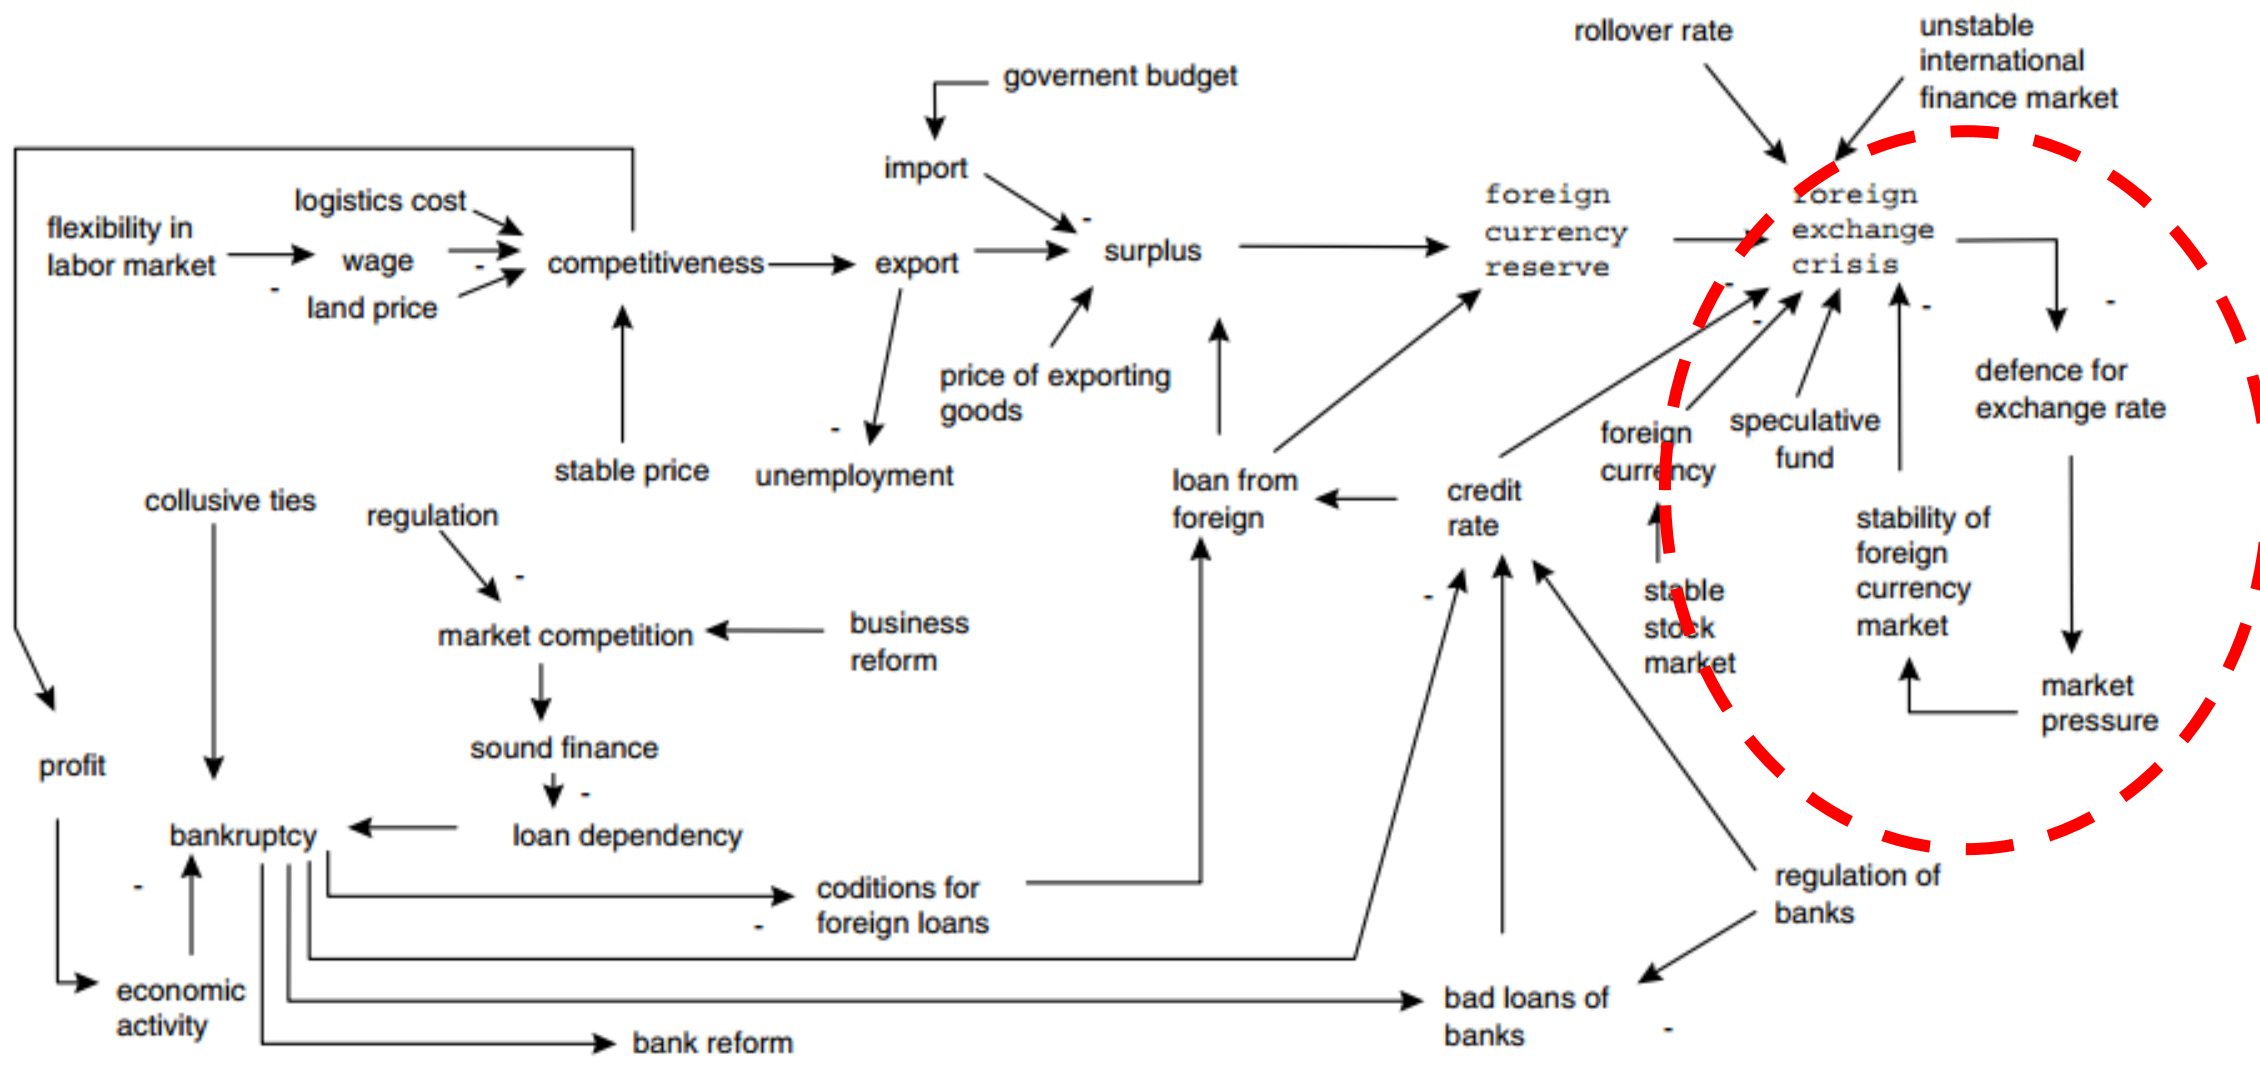 rollover rate
unstable
international
finance market
governent budget
import
logistics cost
flexibility in
labor market
-
wage
-
land price
competitiveness
export
surplus
-
foreign
currency
reserve
foreign
exchange
crisis
-
-
-
-
price of exporting
goods
defence for
exchange rate
stable price
-
unemployment
loan from
foreign
credit
rate
foreign
currency
speculative
fund
collusive ties
regulation
-
stability of
foreign
currency
market
stable
stock
market
-
market competition
business
reform
market
pressure
sound finance
-
profit
bankruptcy
loan dependency
-
coditions for
foreign loans
-
regulation of
banks
economic
activity
bad loans of
banks
-
bank reform